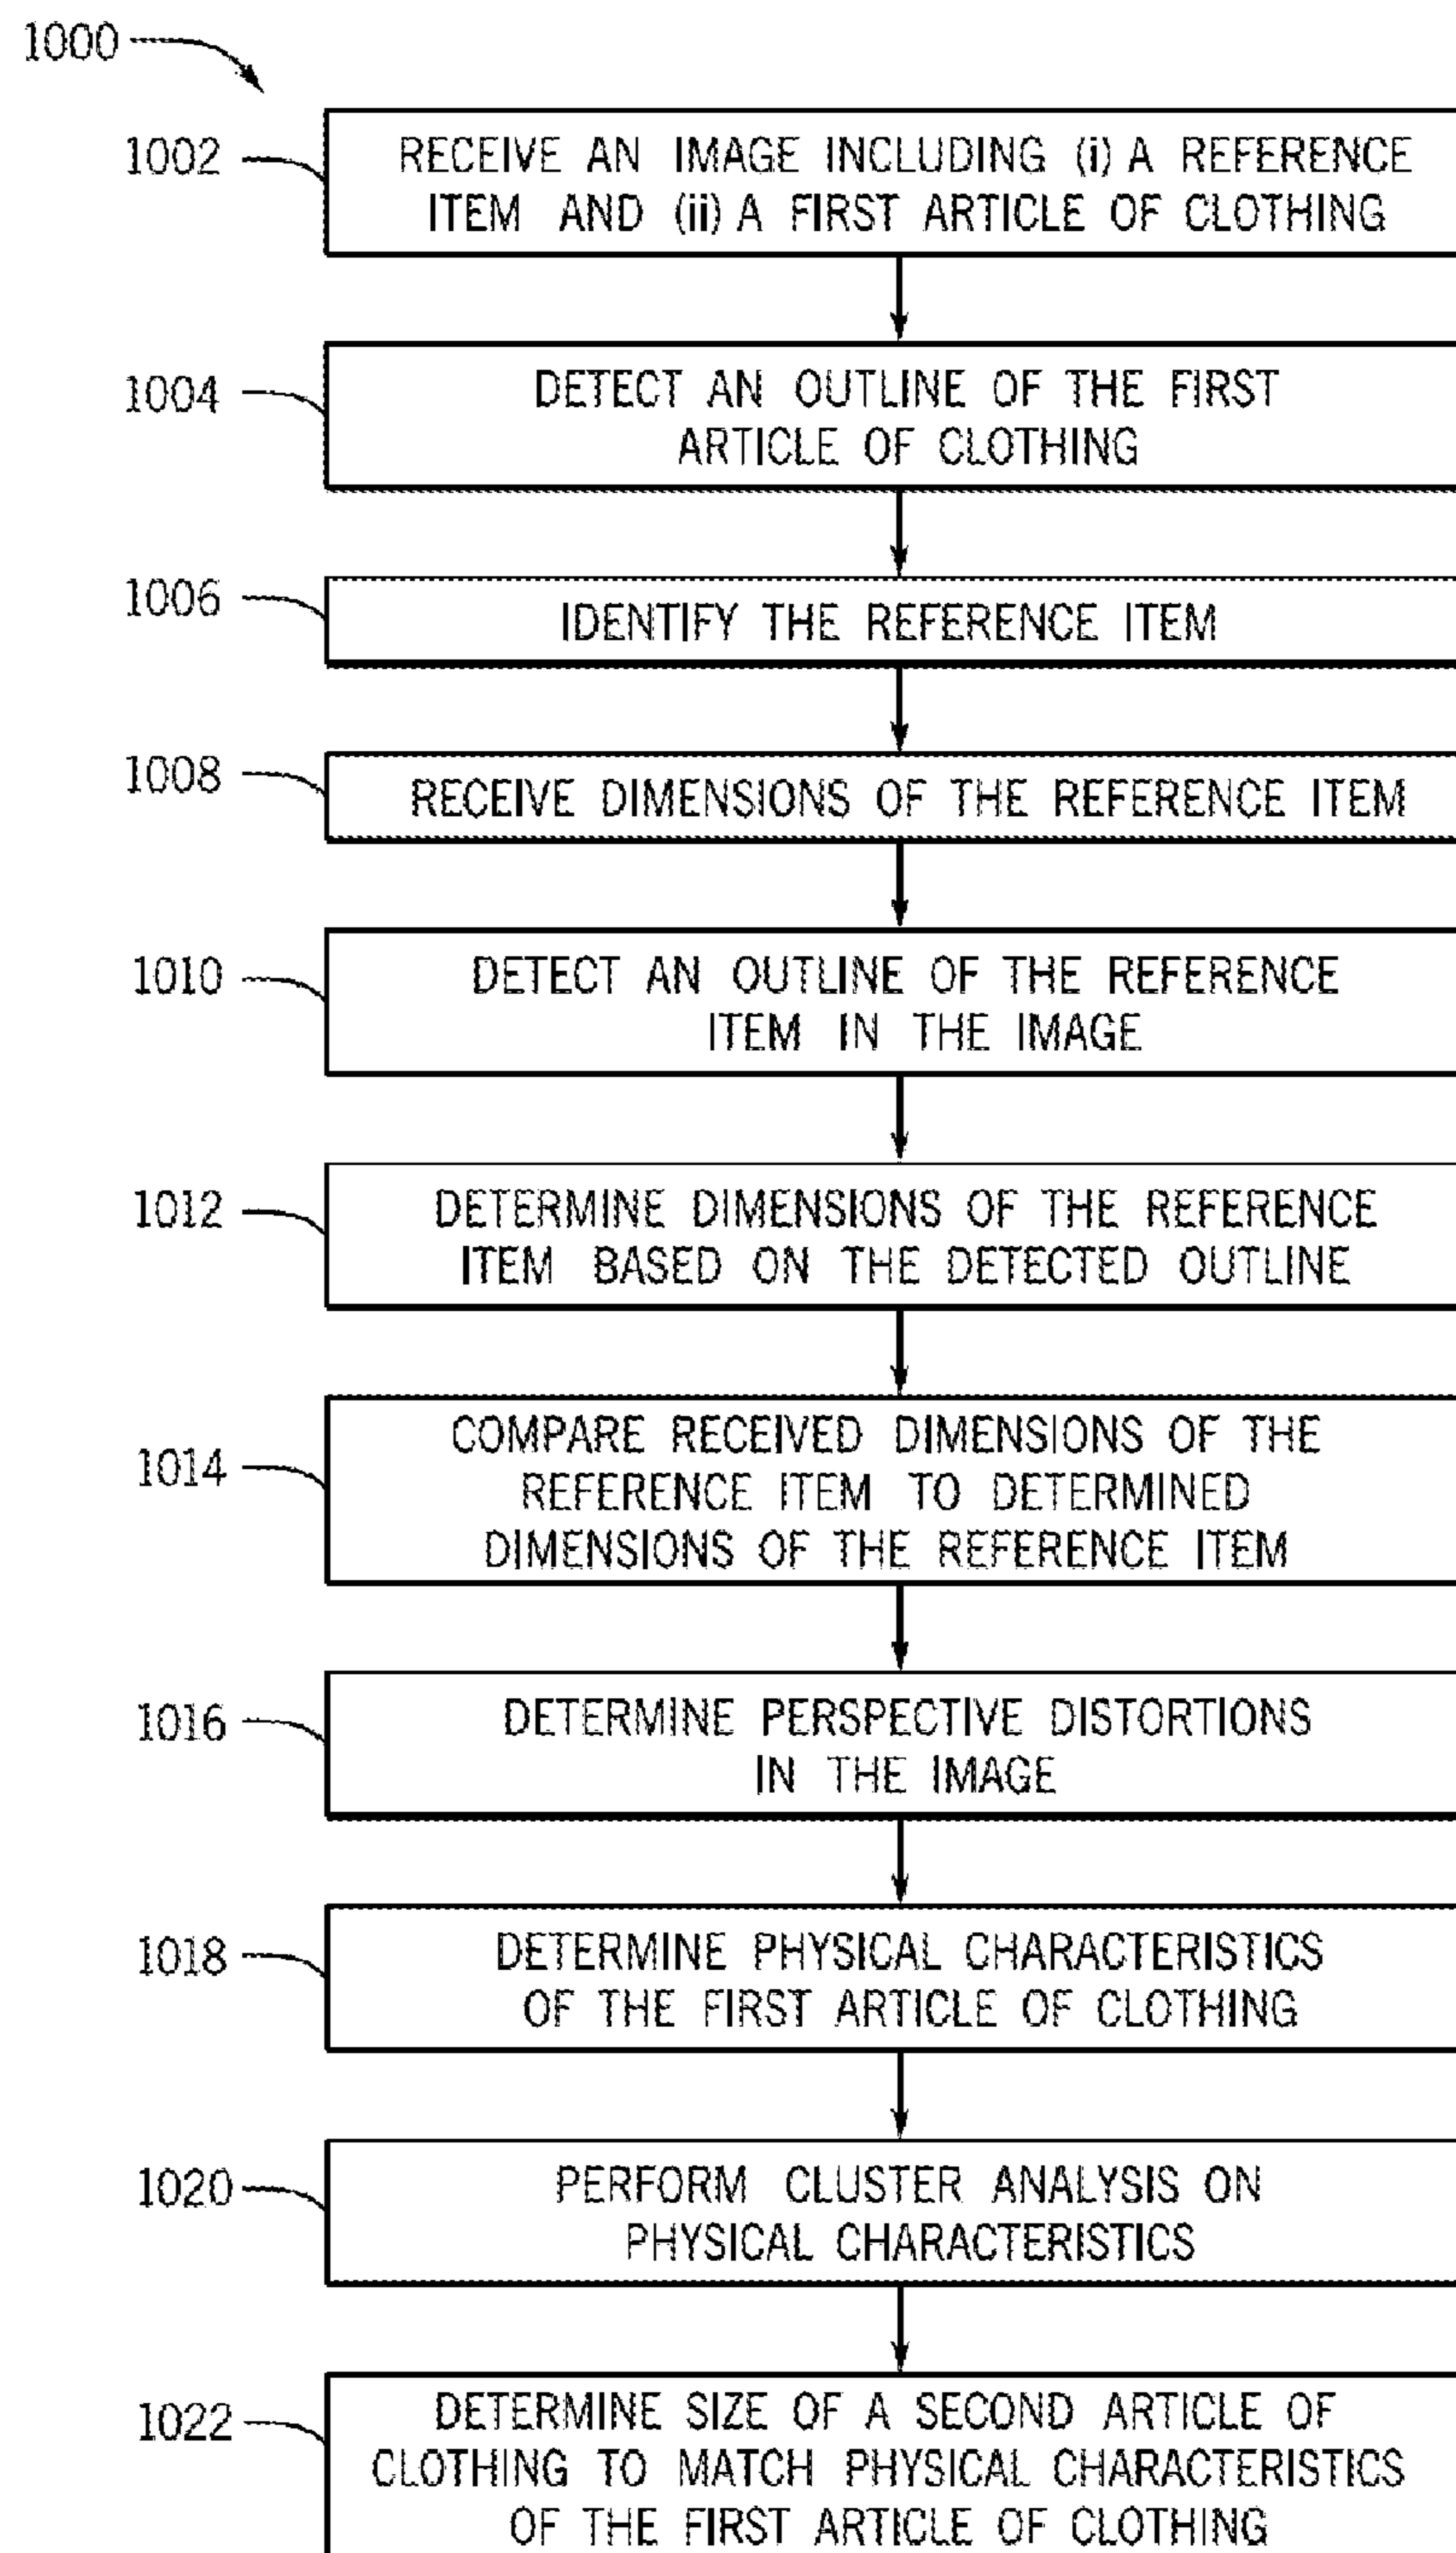 1000
1002
RECEIVE AN IMAGE INCLUDING (i) A REFERENCE
ITEM AND (ii) A FIRST ARTICLE OF CLOTHING
1004
DETECT AN OUTLINE OF THE FIRST
ARTICLE OF CLOTHING
1006
IDENTIFY THE REFERENCE ITEM
1008
RECEIVE DIMENSIONS OF THE REFERENCE ITEM
1010
DETECT AN OUTLINE OF THE REFERENCE
ITEM IN THE IMAGE
1012
DETERMINE DIMENSIONS OF THE REFERENCE
ITEM BASED ON THE DETECTED OUTLINE
1014
COMPARE RECEIVED DIMENSIONS OF THE
REFERENCE ITEM TO DETERMINED
DIMENSIONS OF THE REFERENCE ITEM
1016
DETERMINE PERSPECTIVE DISTORTIONS
IN THE IMAGE
1018
DETERMINE PHYSICAL CHARACTERISTICS
OF THE FIRST ARTICLE OF CLOTHING
1020
PERFORM CLUSTER ANALYSIS ON
PHYSICAL CHARACTERISTICS
1022
DETERMINE SIZE OF A SECOND ARTICLE OF
CLOTHING TO MATCH PHYSICAL CHARACTERISTICS
OF THE FIRST ARTICLE OF CLOTHING